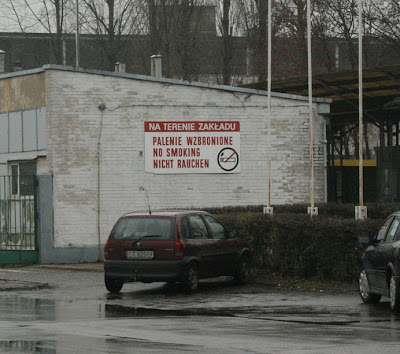 NA TERENIE ZAKŁADU
PALENIE WZBRONIONE
NO SMOKING
NICHT RAUCHEN